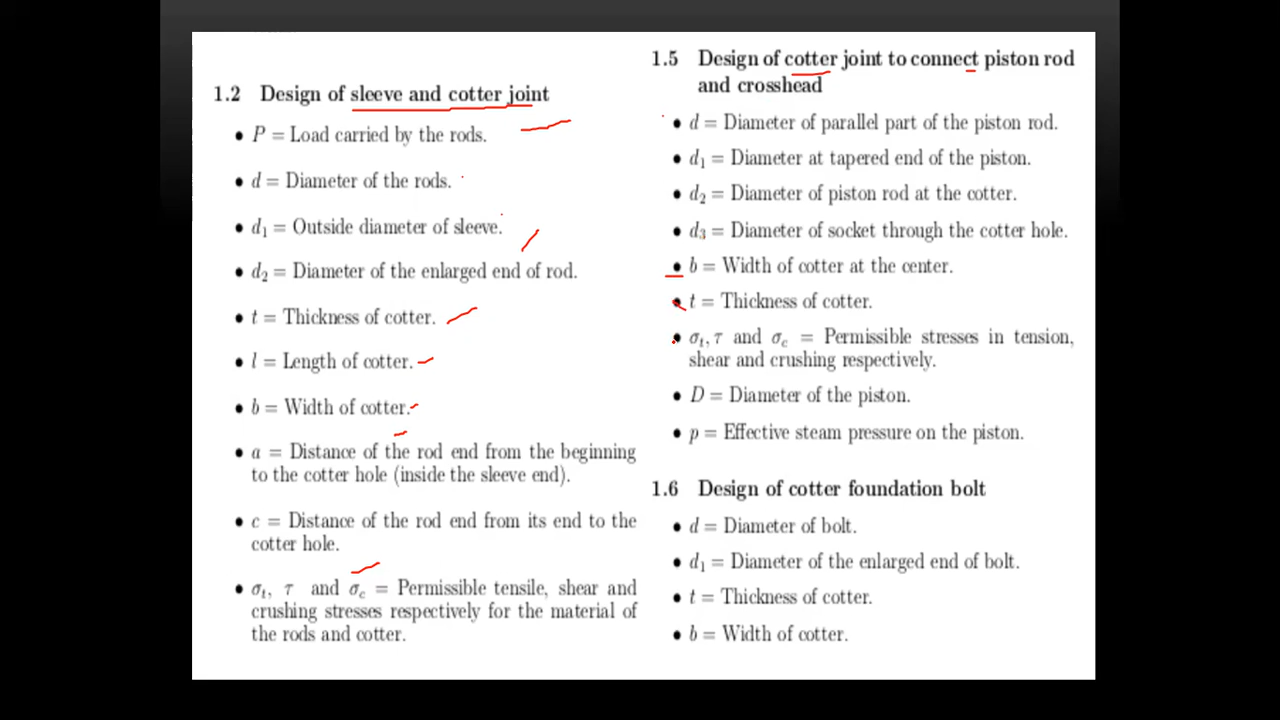 1.2 Design of sleeve and cotter joint
• P = Load carried by the rods.
• d = Diameter of the rods.
• d₁ = Outside diameter of sleeve.
• d₂ = Diameter of the enlarged end of rod.
• t = Thickness of cotter.
• l = Length of cotter.
• b = Width of cotter.
• a = Distance of the rod end from the beginning
to the cotter hole (inside the sleeve end).
• c = Distance of the rod end from its end to the
cotter hole.
• σₜ, τ and σ_c = Permissible tensile, shear and
crushing stresses respectively for the material of
the rods and cotter.
1.5 Design of cotter joint to connect piston rod
and crosshead
• d = Diameter of parallel part of the piston rod.
• d₁ = Diameter at tapered end of the piston.
• d₂ = Diameter of piston rod at the cotter.
• d₃ = Diameter of socket through the cotter hole.
• b = Width of cotter at the center.
• t = Thickness of cotter.
• σₜ, τ and σ_c = Permissible stresses in tension,
shear and crushing respectively.
• D = Diameter of the piston.
• p = Effective steam pressure on the piston.
1.6 Design of cotter foundation bolt
• d = Diameter of bolt.
• d₁ = Diameter of the enlarged end of bolt.
• t = Thickness of cotter.
• b = Width of cotter.